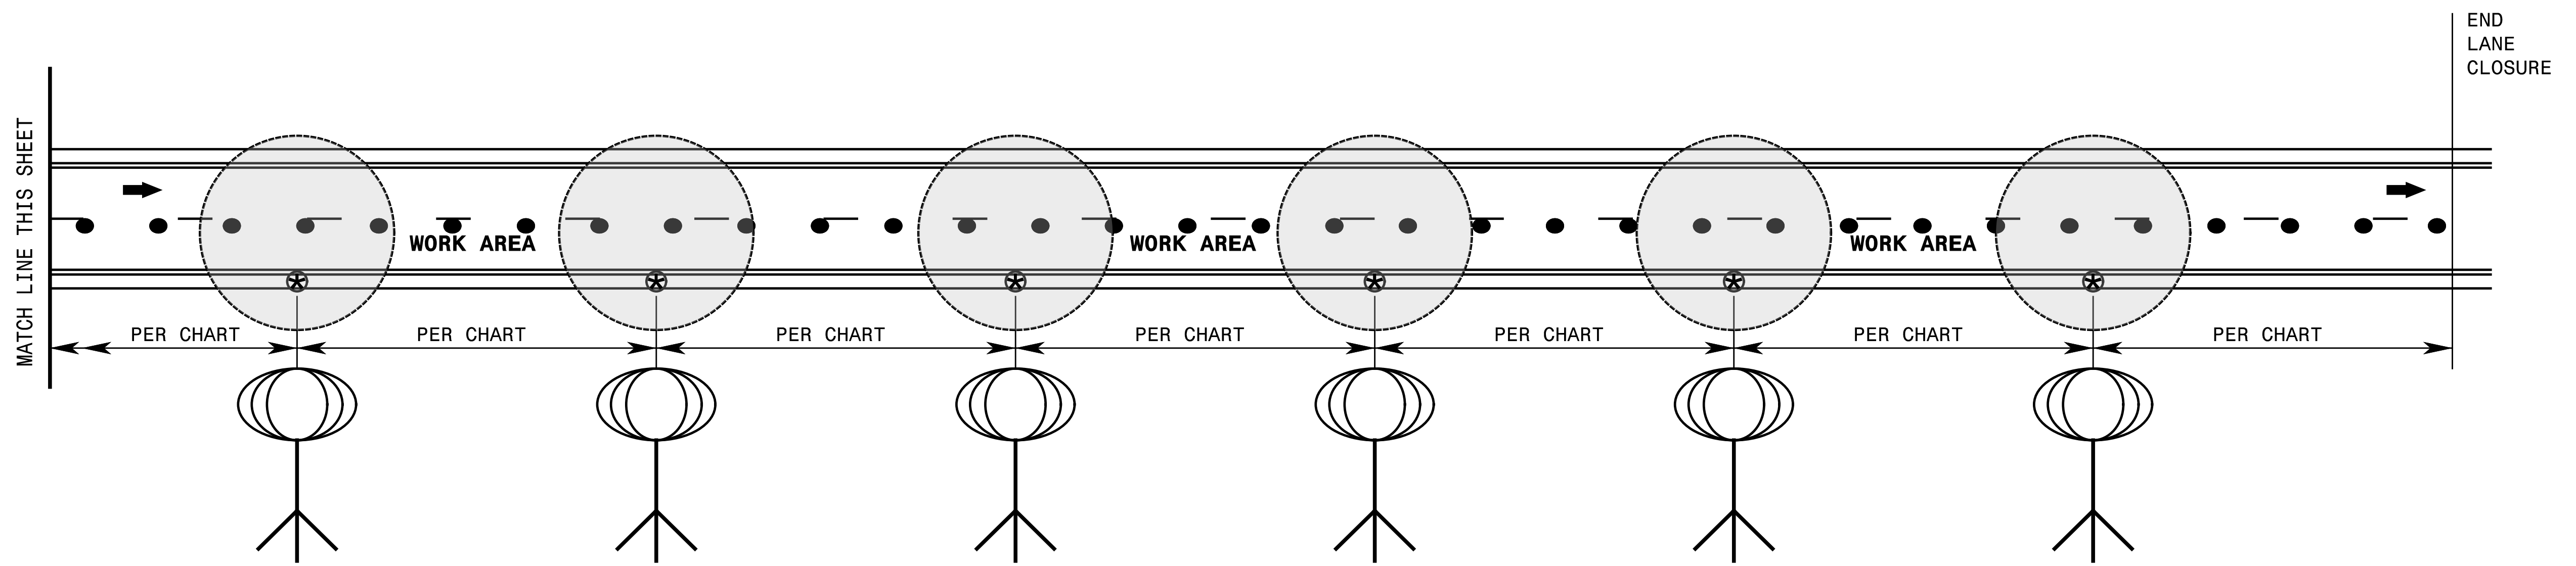 END
LANE
CLOSURE
MATCH LINE THIS SHEET
WORK AREA
WORK AREA
WORK AREA
PER CHART
PER CHART
PER CHART
PER CHART
PER CHART
PER CHART
PER CHART